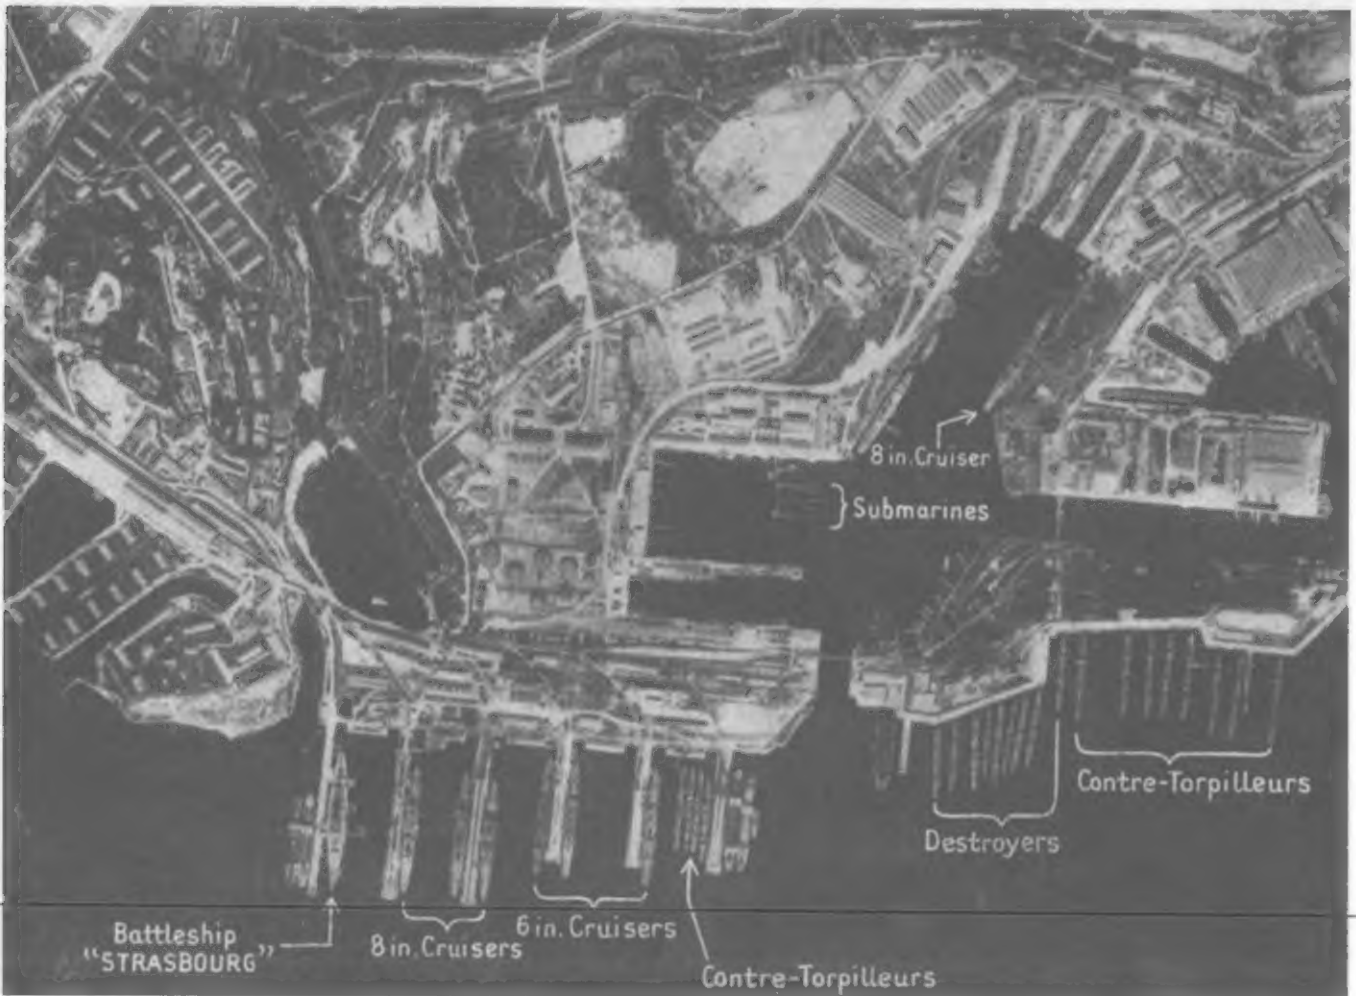 8 in. Cruiser
Submarines
Contre-Torpilleurs
Destroyers
Battleship
"STRASBOURG"
8 in. Cruisers
6 in. Cruisers
Contre-Torpilleurs